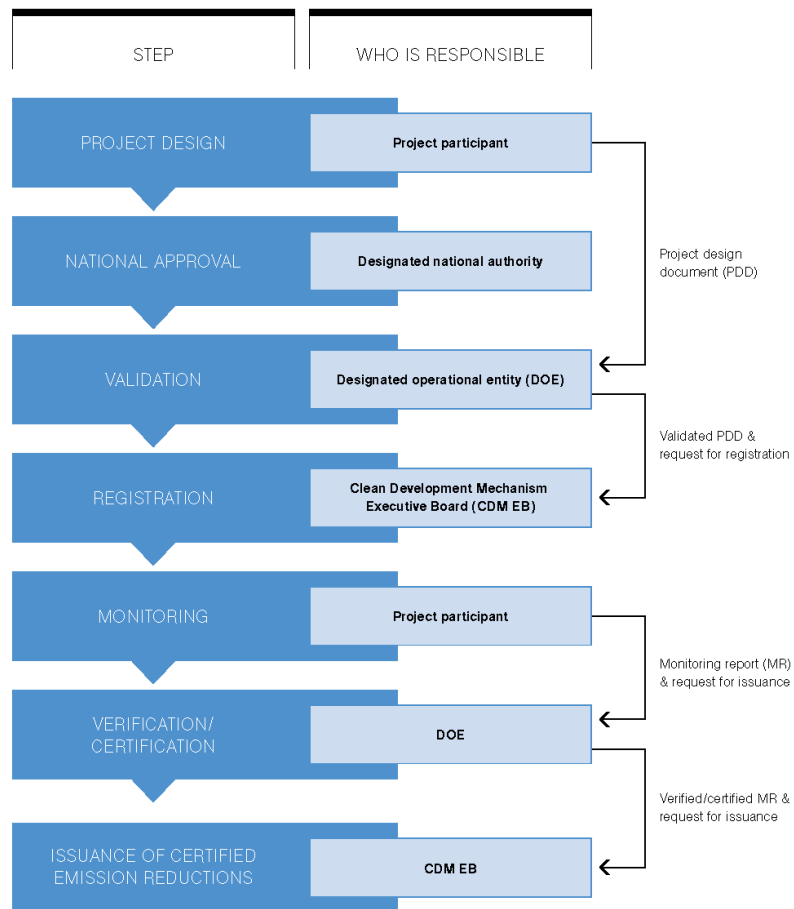 STEP
WHO IS RESPONSIBLE
PROJECT DESIGN
Project participant
Project design
document (PDD)
NATIONAL APPROVAL
Designated national authority
VALIDATION
Designated operational entity (DOE)
Validated PDD &
request for registration
REGISTRATION
Clean Development Mechanism
Executive Board (CDM EB)
MONITORING
Project participant
Monitoring report (MR)
& request for issuance
VERIFICATION/
CERTIFICATION
DOE
Verified/certified MR &
request for issuance
ISSUANCE OF CERTIFIED
EMISSION REDUCTIONS
CDM EB